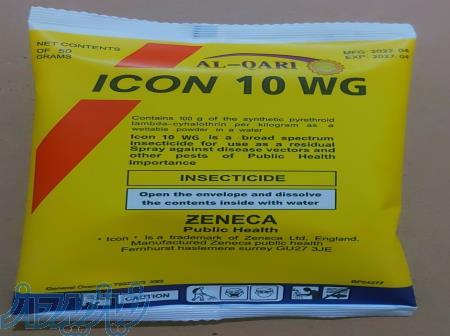 NET CONTENTS
OF 50
GRAMS
MFG: 2023. 04
EXP: 2027. 04
AL-QARI
ICON 10 WG
Contains 100 g of the synthetic pyrethroid
lambda-cyhalothrin per kilogram as a
wettable powder in a water
Icon 10 WG is a broad spectrum
insecticide for use as a residual
Spray against disease vectors and
other pests of Public Health
importance
INSECTICIDE
Open the envelope and dissolve
the contents inside with water
ZENECA
Public Health
" Icon " Is a trademark of Zeneca Ltd, England.
Manufactured Zeneca public health
Fernhurst haslemere surrey GU27 3JE
General Over
CAUTION